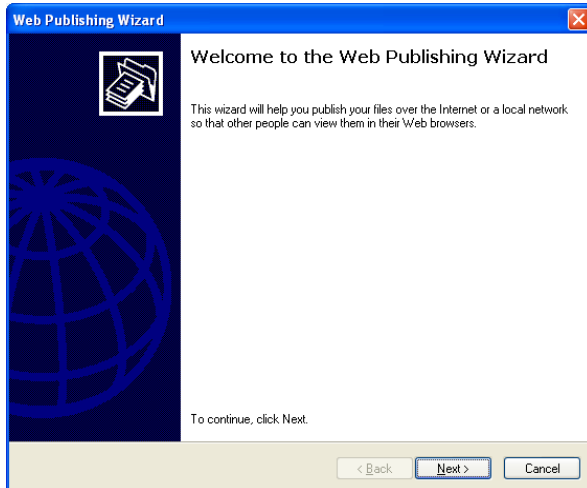 Web Publishing Wizard
Welcome to the Web Publishing Wizard
This wizard will help you publish your files over the Internet or a local network
so that other people can view them in their Web browsers.
To continue, click Next.
< Back
Next >
Cancel